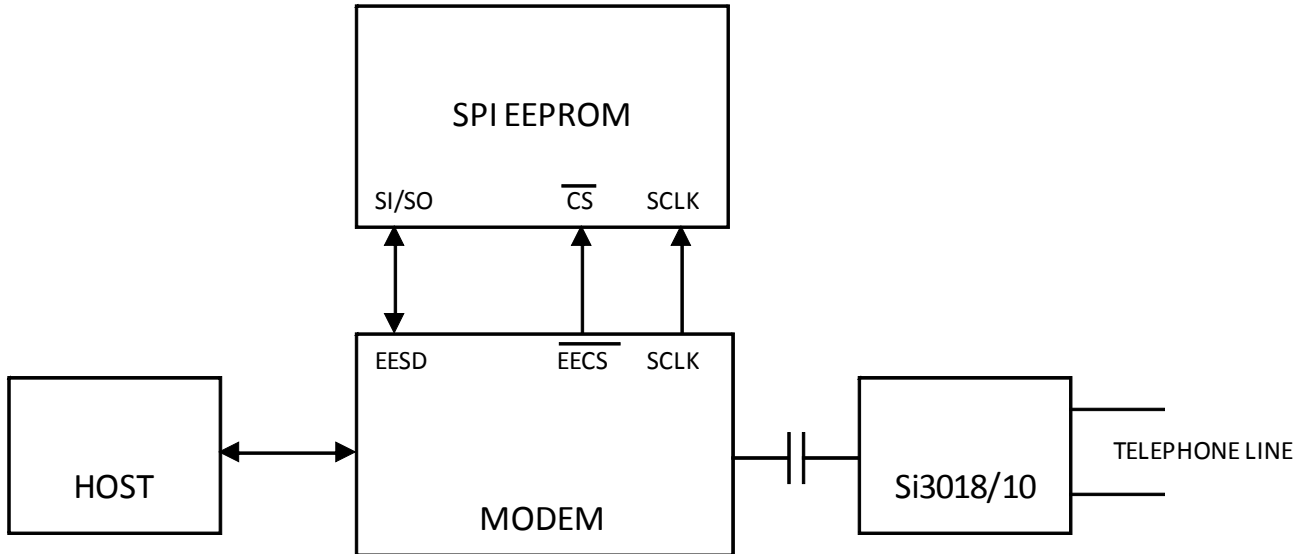 SPI EEPROM
SI/SO CS SCLK
EESD EECS SCLK
HOST
MODEM
Si3018/10
TELEPHONE LINE